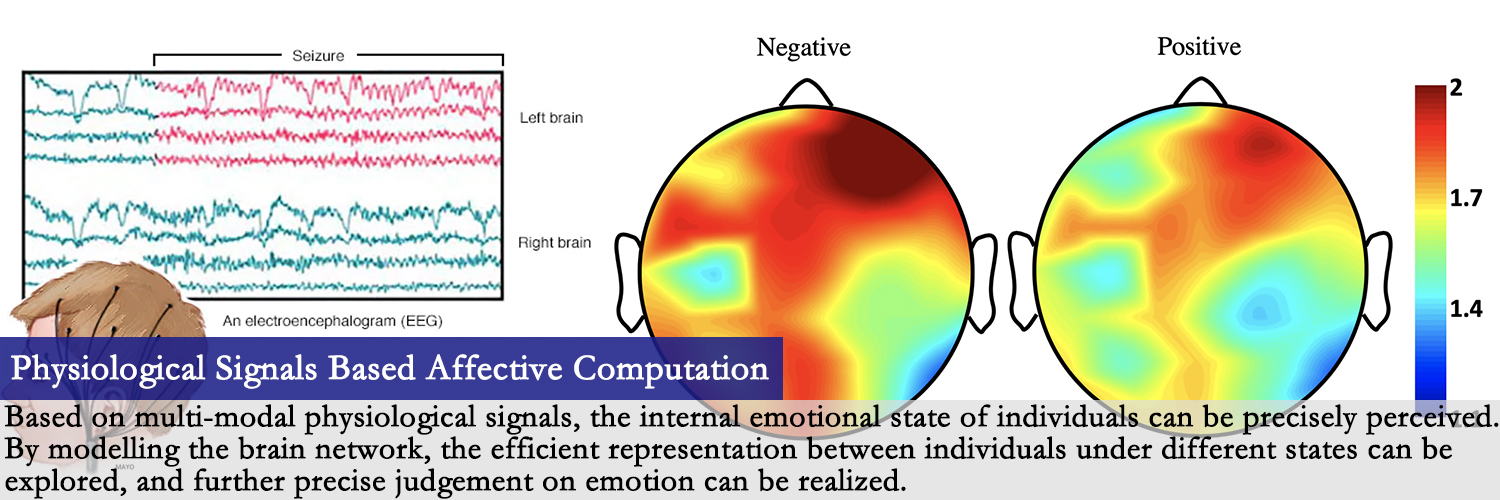 Seizure
Left brain
Right brain
An electroencephalogram (EEG)
Negative
Positive
2
1.7
1.4
Physiological Signals Based Affective Computation
Based on multi-modal physiological signals, the internal emotional state of individuals can be precisely perceived.
By modelling the brain network, the efficient representation between individuals under different states can be
explored, and further precise judgement on emotion can be realized.
MAYO